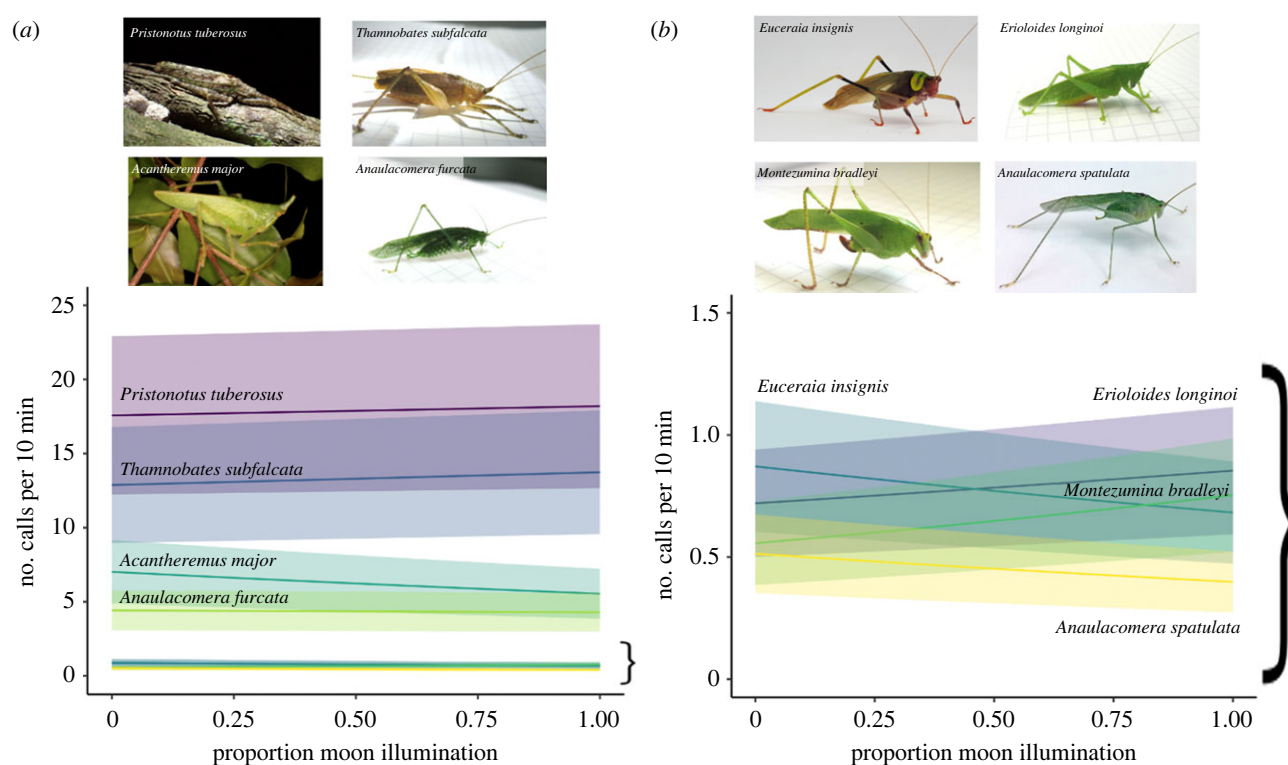 (a)
Pristonotus tuberosus
Thamnobates subfalcata
Acantheremus major
Anaulacomera furcata
25
20
15
10
5
0
no. calls per 10 min
Pristonotus tuberosus
Thamnobates subfalcata
Acantheremus major
Anaulacomera furcata
}
0
0.25
0.50
0.75
1.00
proportion moon illumination
(b)
Euceraia insignis
Erioloides longinoi
Montezumina bradleyi
Anaulacomera spatulata
1.5
1.0
0.5
0
no. calls per 10 min
Euceraia insignis
Erioloides longinoi
Montezumina bradleyi
Anaulacomera spatulata
}
0
0.25
0.50
0.75
1.00
proportion moon illumination